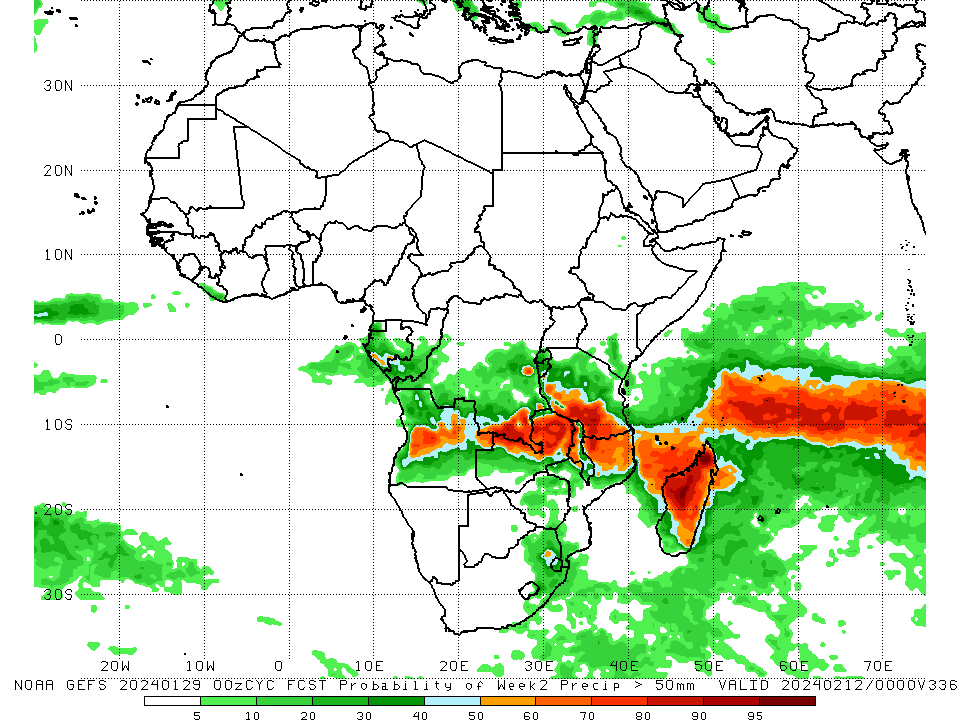 30N
20N
10N
0
10S
20S
30S
20W 10W 0 10E 20E 30E 40E 50E 60E 70E
NOAA GEFS 20240129 00zCYC FCST Probability of Week2 Precip > 50mm VALID 20240212/0000V336
5 10 20 30 40 50 60 70 80 90 95